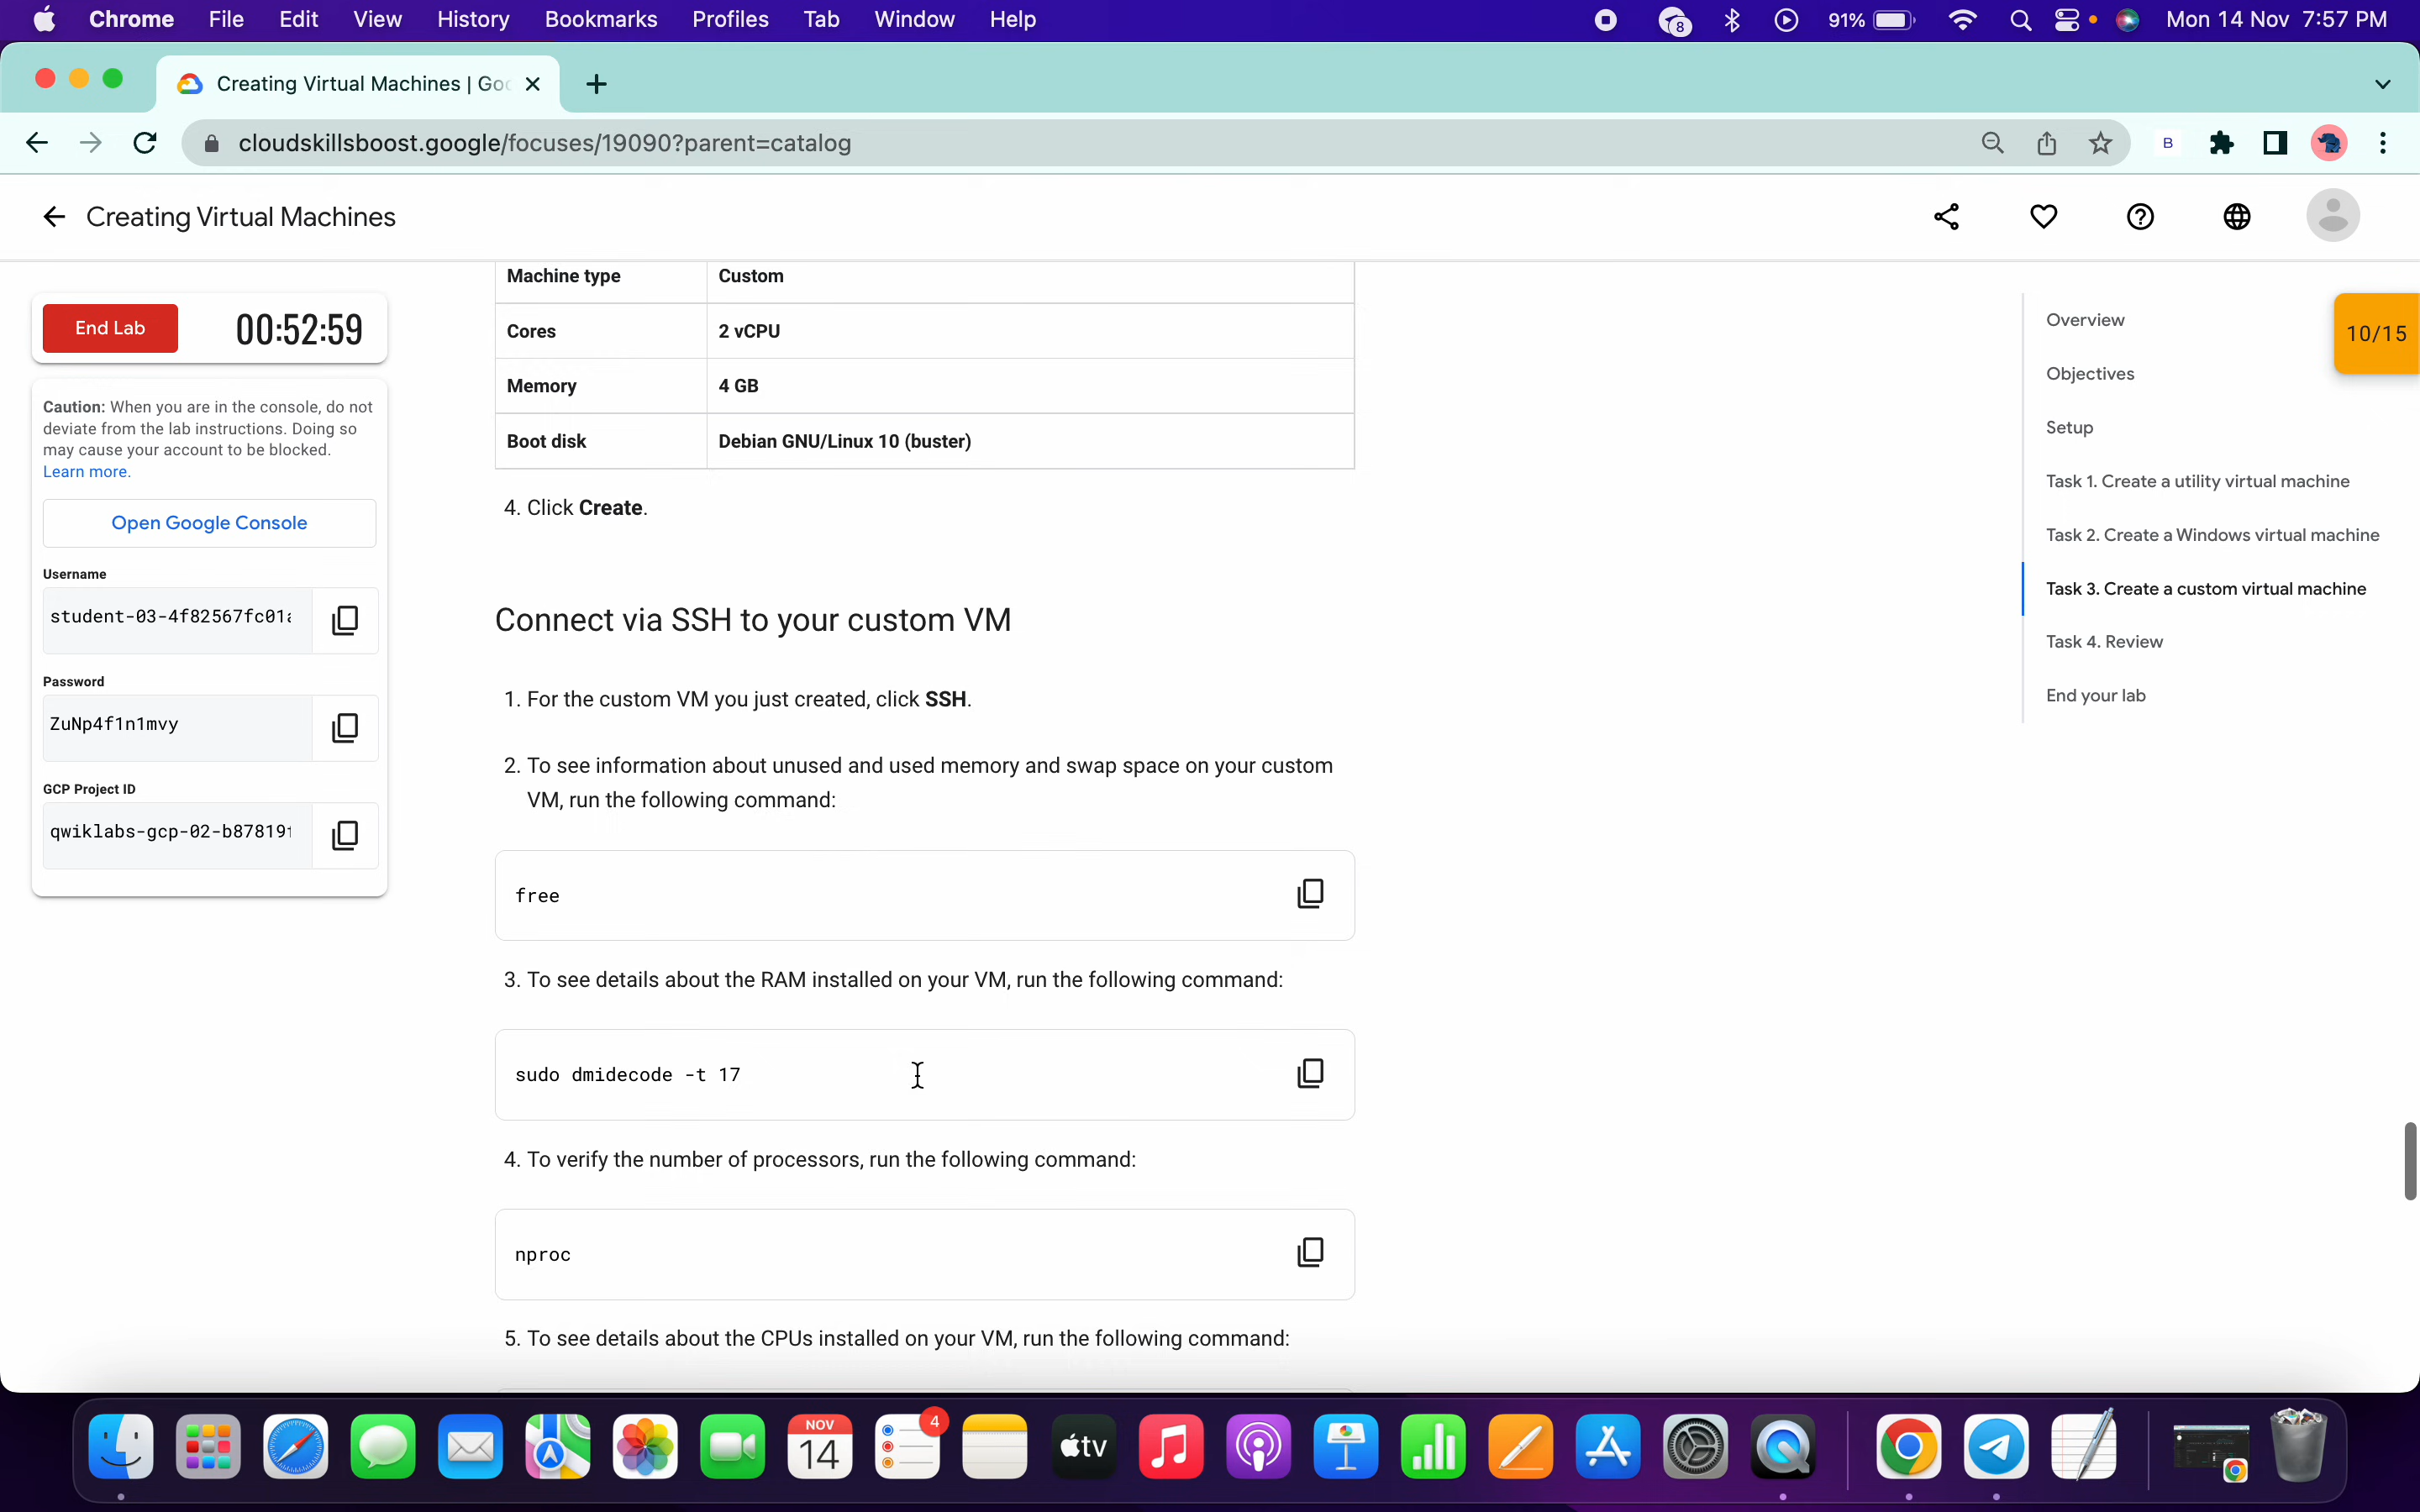 Chrome File Edit View History Bookmarks Profiles Tab Window Help 8 91% Mon 14 Nov 7:57 PM
Creating Virtual Machines | Goo
cloudskillsboost.google/focuses/19090?parent=catalog
B
Creating Virtual Machines
End Lab
00:52:59
Caution: When you are in the console, do not
deviate from the lab instructions. Doing so
may cause your account to be blocked.
Learn more.
Open Google Console
Username
student-03-4f82567fc01a
Password
ZuNp4f1n1mvy
GCP Project ID
qwiklabs-gcp-02-b87819f
Machine type Custom
Cores 2 vCPU
Memory 4 GB
Boot disk Debian GNU/Linux 10 (buster)
4. Click Create.
Connect via SSH to your custom VM
1. For the custom VM you just created, click SSH.
2. To see information about unused and used memory and swap space on your custom
VM, run the following command:
free
3. To see details about the RAM installed on your VM, run the following command:
sudo dmidecode -t 17
4. To verify the number of processors, run the following command:
nproc
5. To see details about the CPUs installed on your VM, run the following command:
Overview
Objectives
Setup
Task 1. Create a utility virtual machine
Task 2. Create a Windows virtual machine
Task 3. Create a custom virtual machine
Task 4. Review
End your lab
10/15
NOV
14
4
tv